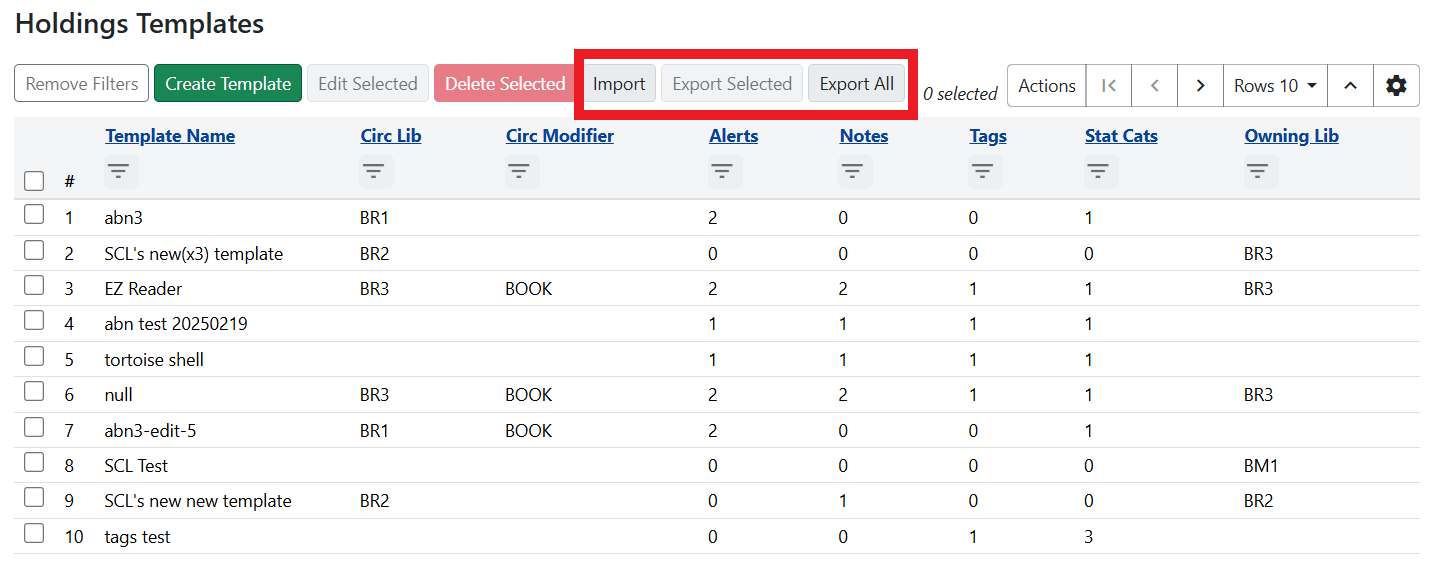 Holdings Templates
Remove Filters Create Template Edit Selected Delete Selected Import Export Selected Export All 0 selected Actions Rows 10
Template Name Circ Lib Circ Modifier Alerts Notes Tags Stat Cats Owning Lib
#
1 abn3 BR1 2 0 0 1
2 SCL's new(x3) template BR2 0 0 0 0 BR3
3 EZ Reader BR3 BOOK 2 2 1 1 BR3
4 abn test 20250219 1 1 1 1
5 tortoise shell 1 1 1 1
6 null BR3 BOOK 2 2 1 1 BR3
7 abn3-edit-5 BR1 BOOK 2 0 0 1
8 SCL Test 0 0 0 0 BM1
9 SCL's new new template BR2 0 1 0 0 BR2
10 tags test 0 0 1 3